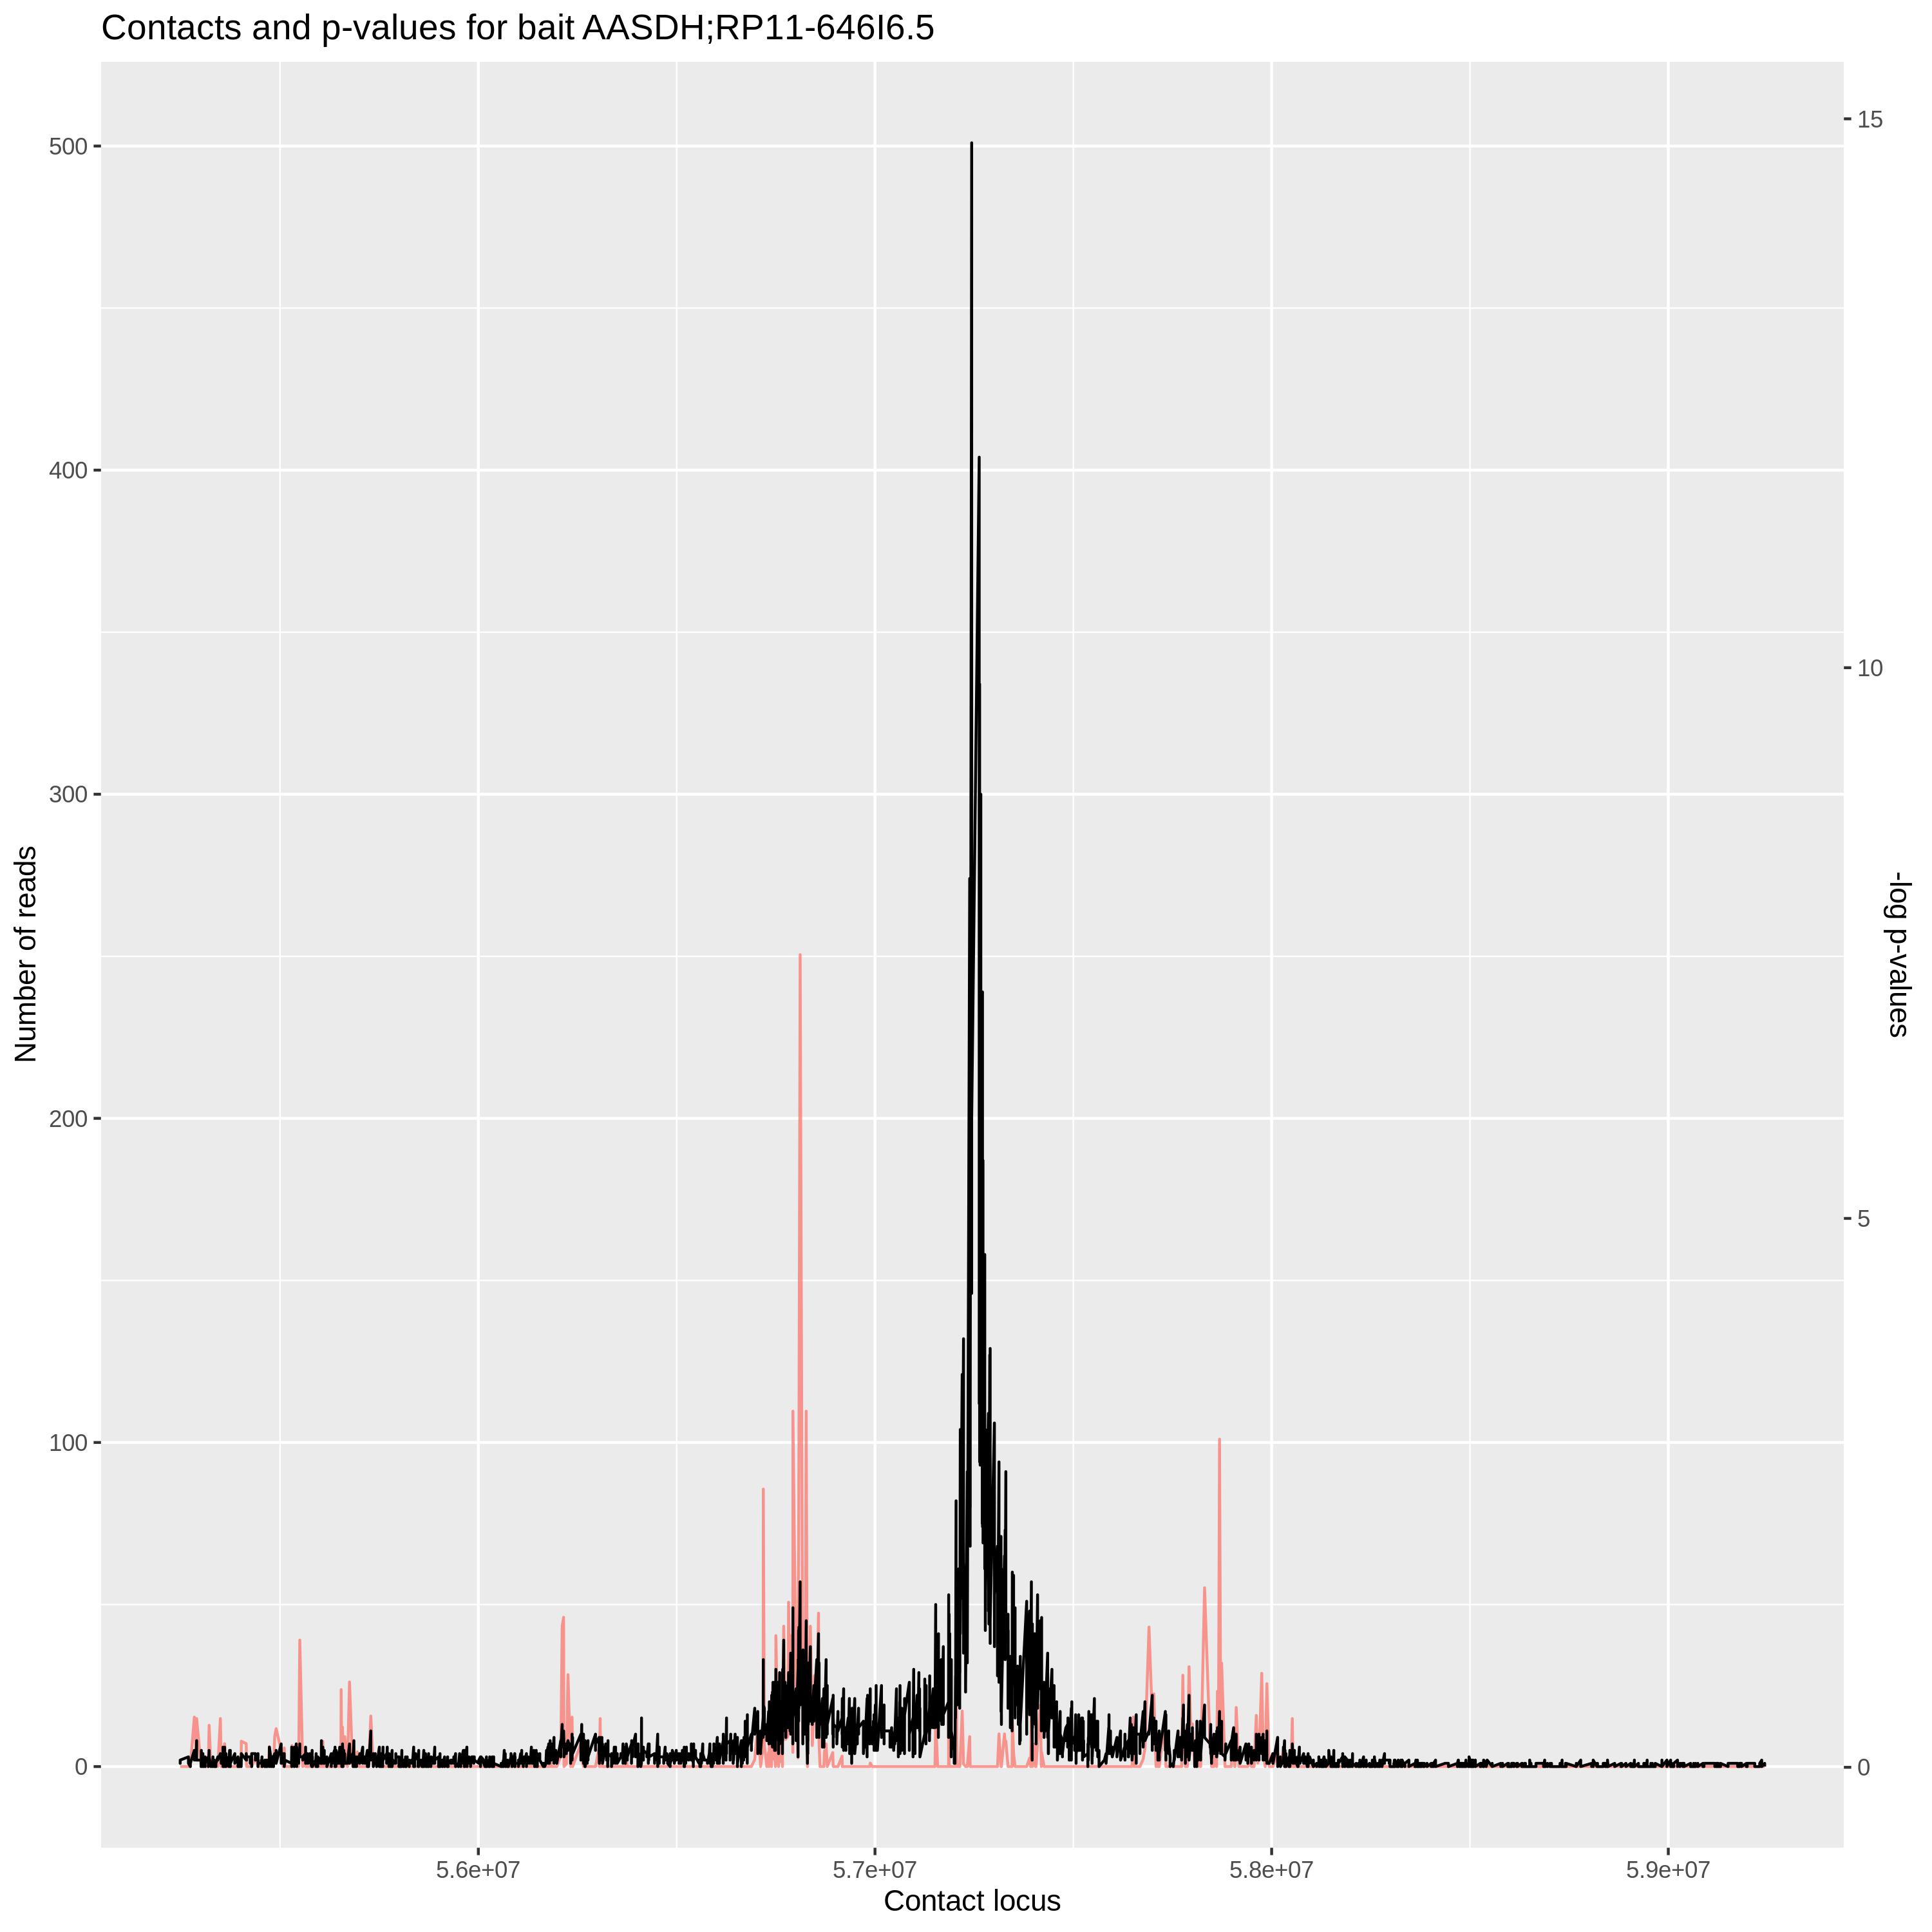 Contacts and p-values for bait AASDH;RP11-646I6.5
500
400
300
200
100
0
Number of reads
15
10
5
0
-log p-values
5.6e+07
5.7e+07
5.8e+07
5.9e+07
Contact locus